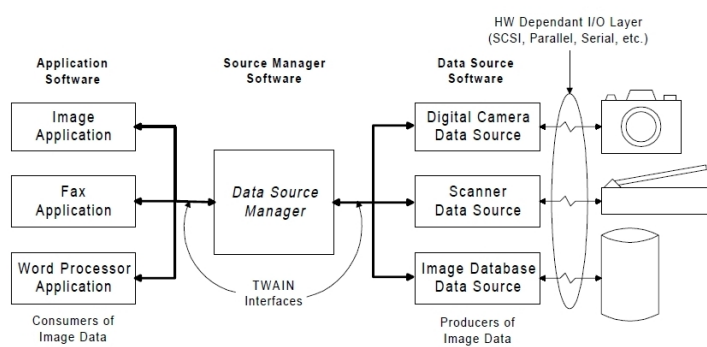 HW Dependant I/O Layer
(SCSI, Parallel, Serial, etc.)
Application
Software
Source Manager
Software
Data Source
Software
Image
Application
Fax
Application
Word Processor
Application
Data Source
Manager
Digital Camera
Data Source
Scanner
Data Source
Image Database
Data Source
TWAIN
Interfaces
Consumers of
Image Data
Producers of
Image Data